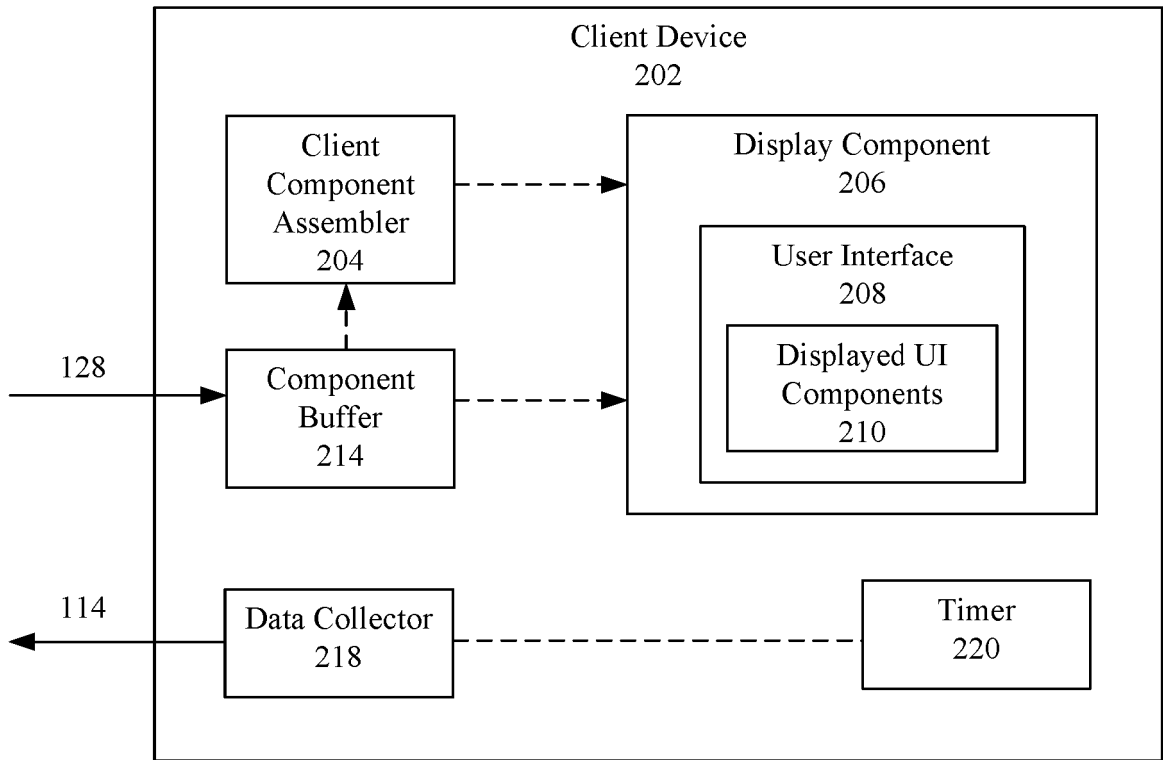 Client Device
202
Client
Component
Assembler
204
Display Component
206
User Interface
208
Displayed UI
Components
210
128
Component
Buffer
214
114
Data Collector
218
Timer
220